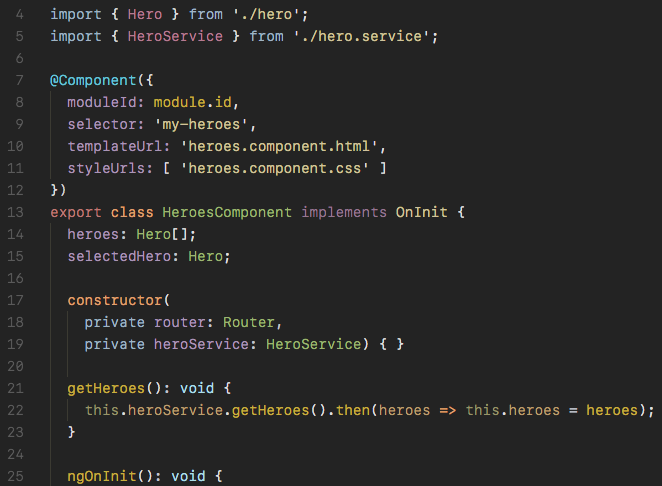 4 import { Hero } from './hero';
5 import { HeroService } from './hero.service';
6
7 @Component({
8   moduleId: module.id,
9   selector: 'my-heroes',
10   templateUrl: 'heroes.component.html',
11   styleUrls: [ 'heroes.component.css' ]
12 })
13 export class HeroesComponent implements OnInit {
14   heroes: Hero[];
15   selectedHero: Hero;
16
17   constructor(
18     private router: Router,
19     private heroService: HeroService) { }
20
21   getHeroes(): void {
22     this.heroService.getHeroes().then(heroes => this.heroes = heroes);
23   }
24
25   ngOnInit(): void {